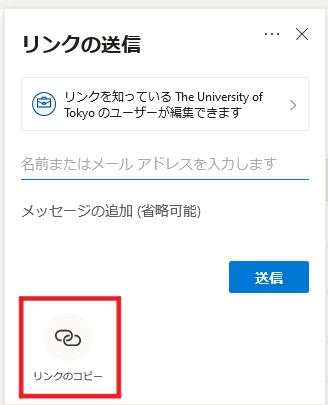 リンクの送信
リンクを知っている The University of
Tokyo のユーザーが編集できます
名前またはメール アドレスを入力します
メッセージの追加 (省略可能)
送信
リンクのコピー